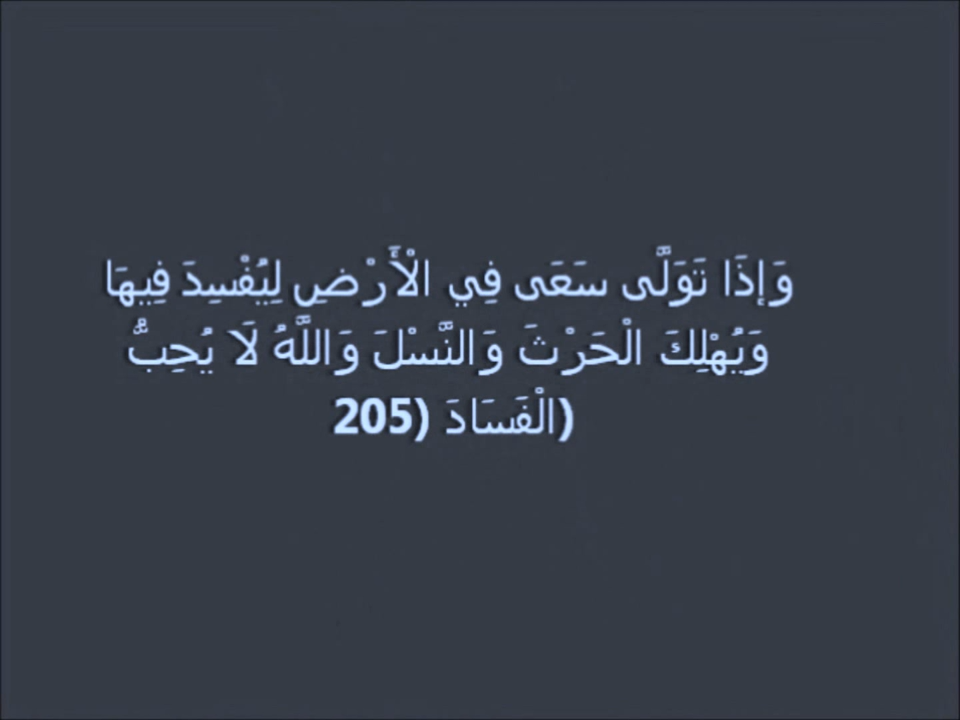 وَإِذَا تَوَلَّى سَعَى فِي الْأَرْضِ لِيُفْسِدَ فِيهَا
وَيُهْلِكَ الْحَرْثَ وَالنَّسْلَ وَاللَّهُ لَا يُحِبُّ
(الْفَسَادَ (205